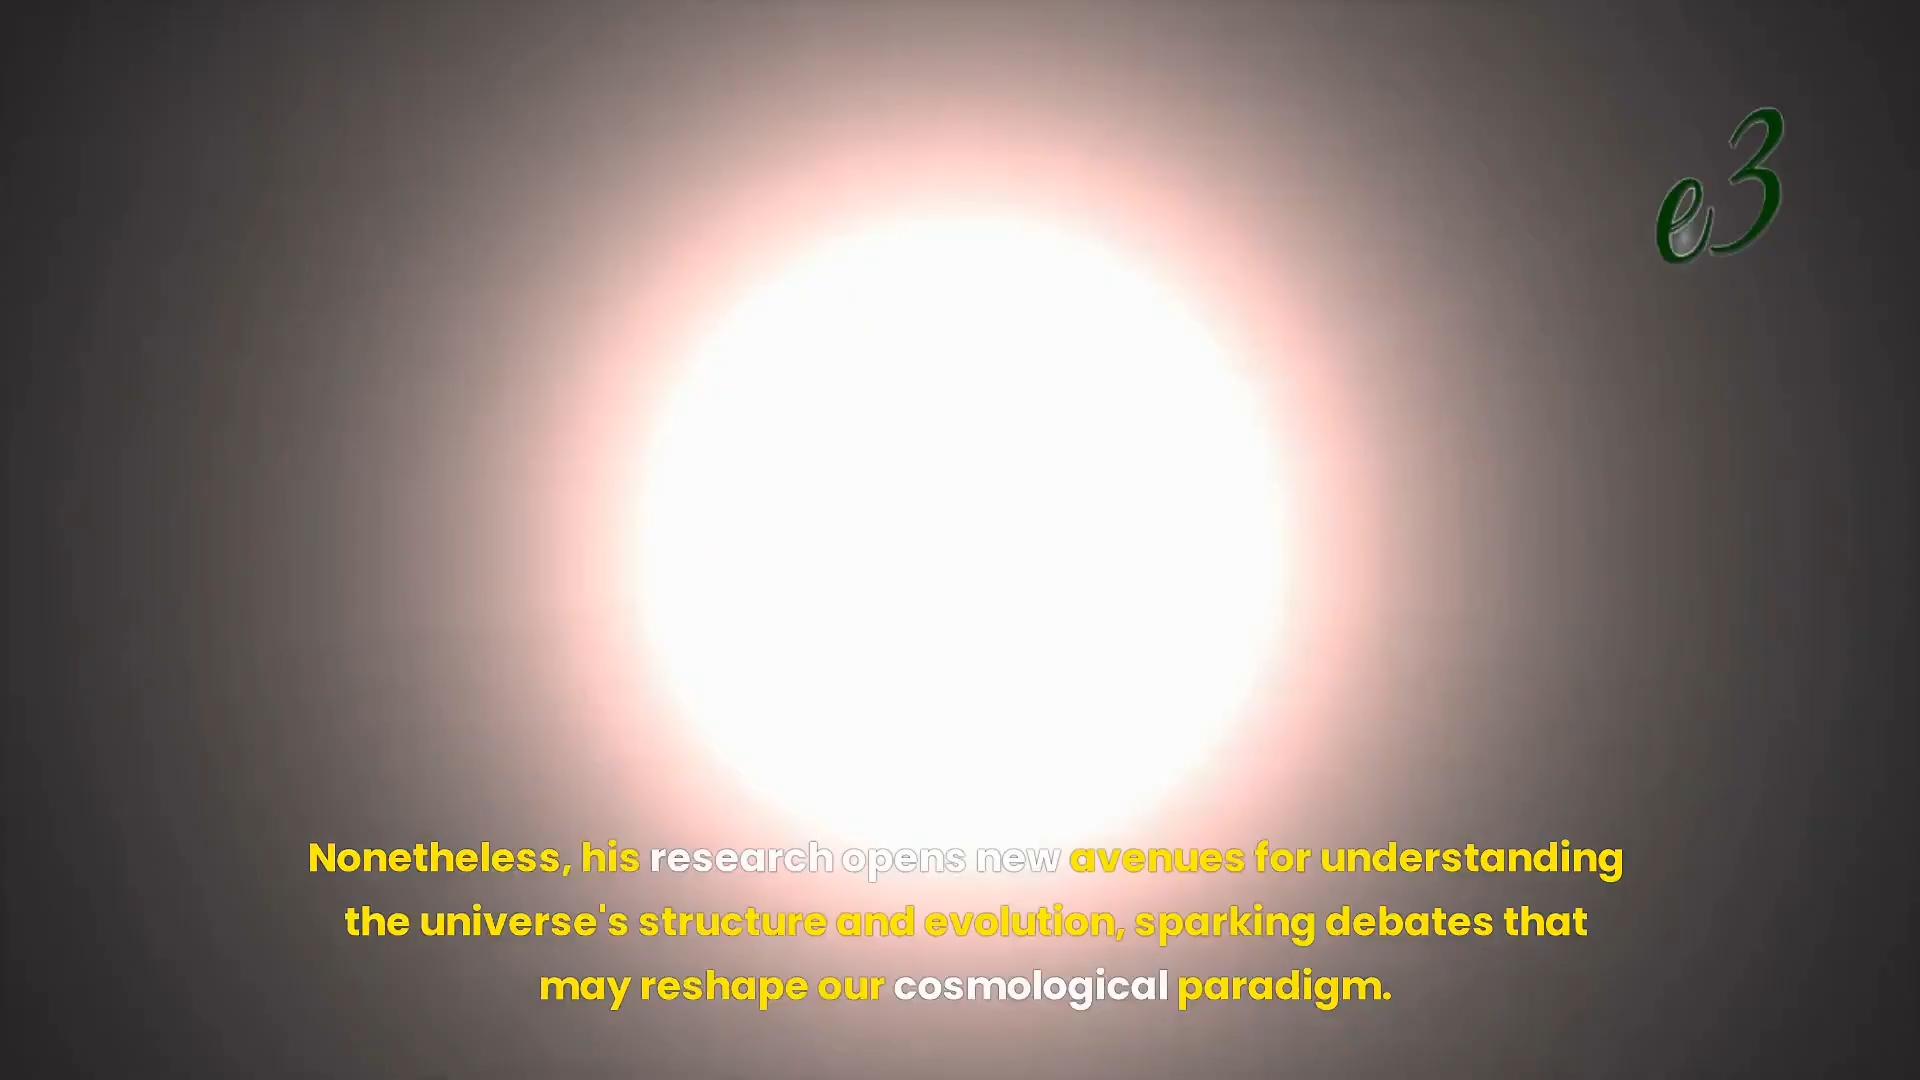 e3
Nonetheless, his research opens new avenues for understanding
the universe's structure and evolution, sparking debates that
may reshape our cosmological paradigm.